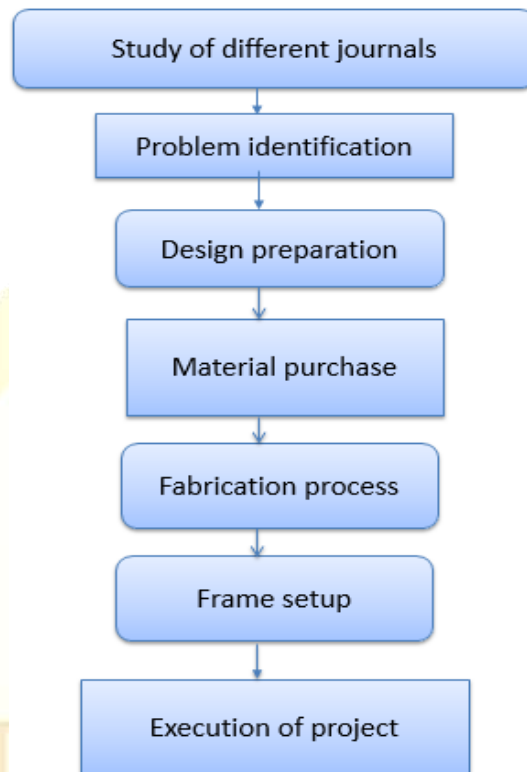 Study of different journals
Problem identification
Design preparation
Material purchase
Fabrication process
Frame setup
Execution of project